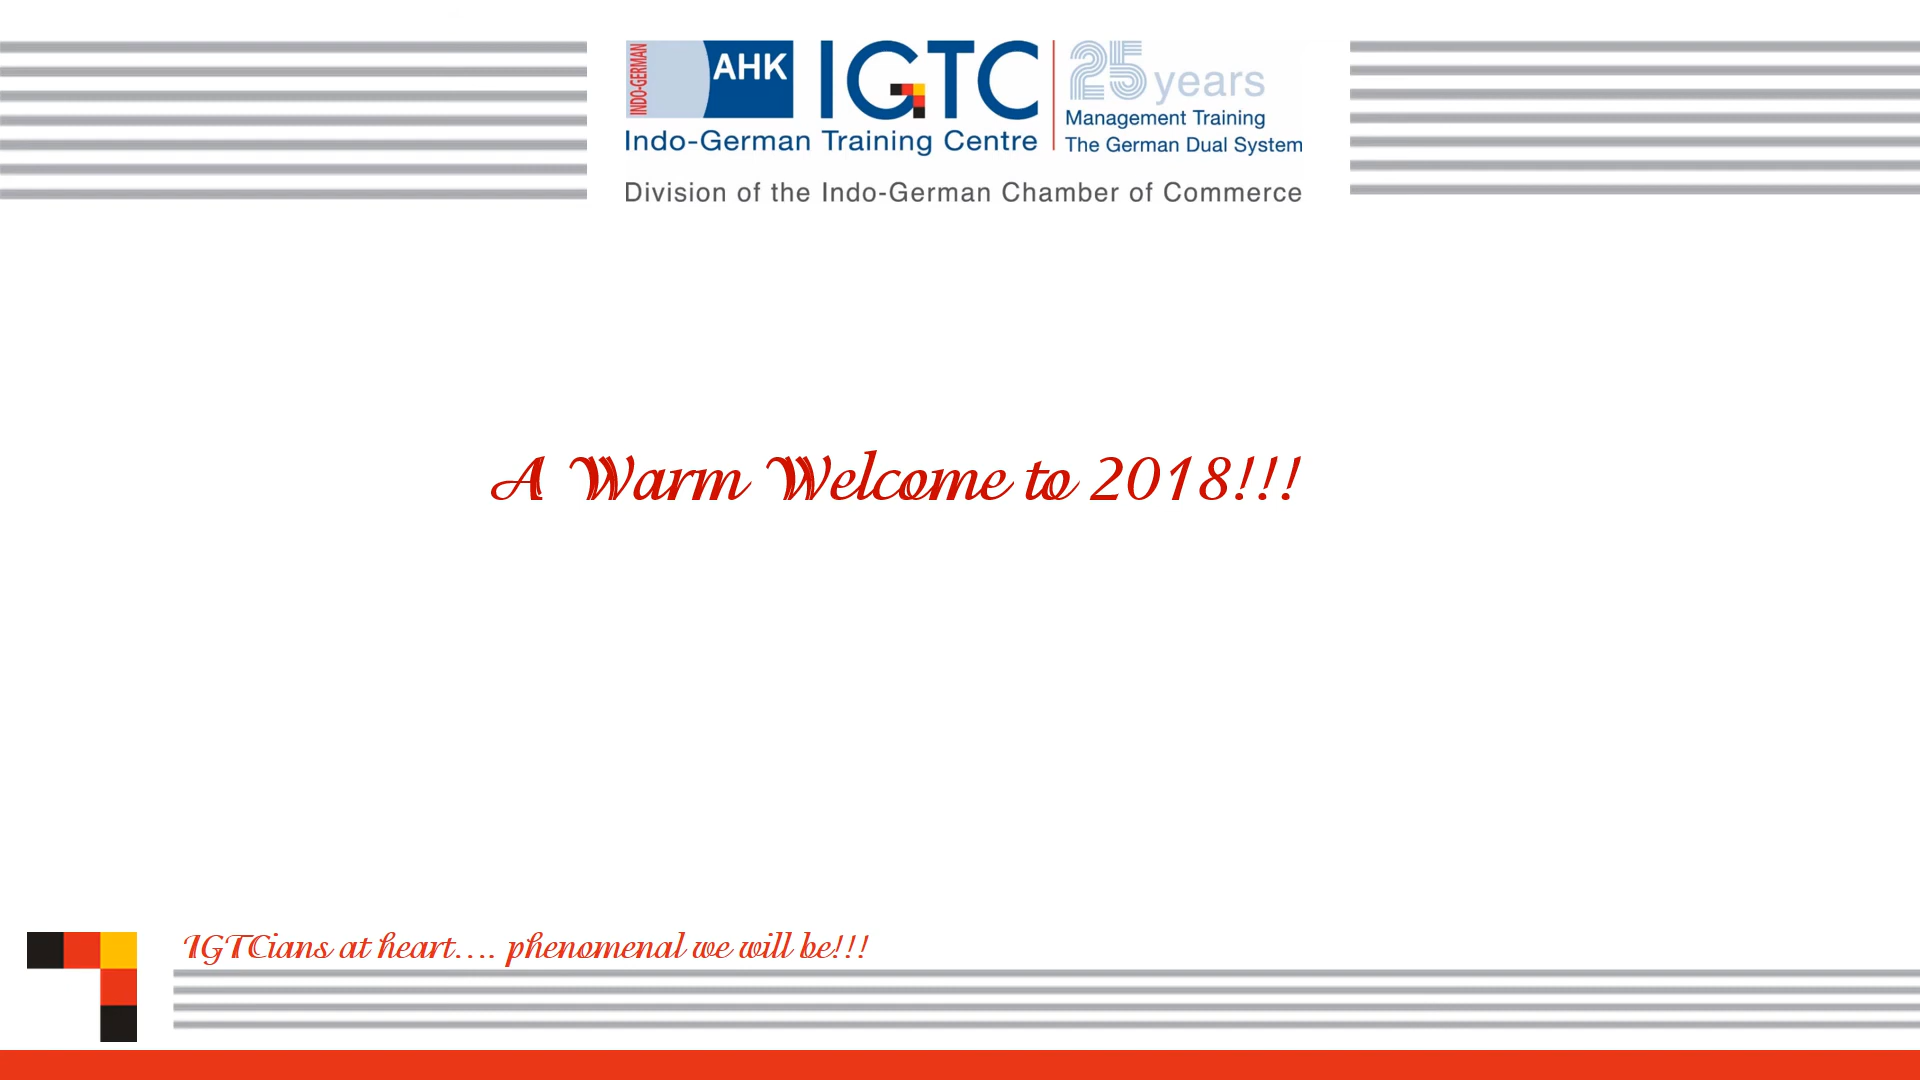 INDO-GERMAN
AHK
IGTC
25 years
Management Training
Indo-German Training Centre
The German Dual System
Division of the Indo-German Chamber of Commerce
A Warm Welcome to 2018!!!
IGTCians at heart.... phenomenal we will be!!!